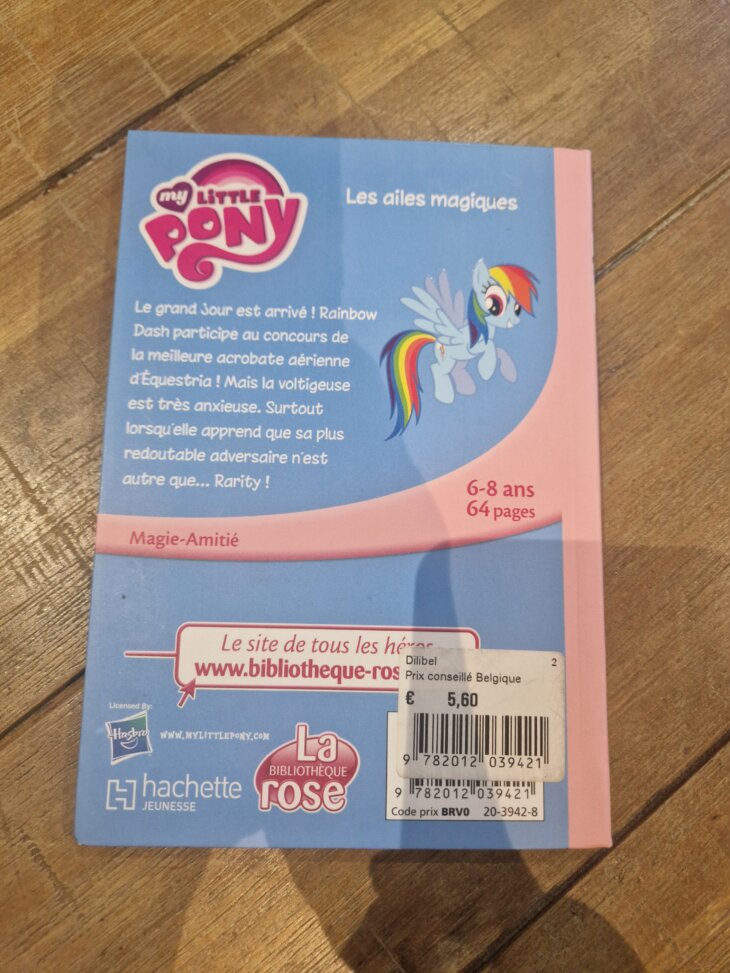 my LITTLE PONY
Les ailes magiques
Le grand jour est arrivé ! Rainbow
Dash participe au concours de
la meilleure acrobate aérienne
d'Équestria ! Mais la voltigeuse
est très anxieuse. Surtout
lorsqu'elle apprend que sa plus
redoutable adversaire n'est
autre que... Rarity !
6-8 ans
64 pages
Magie-Amitié
Le site de tous les héros
www.bibliotheque-ros
Dilibel 2
Prix conseillé Belgique
€ 5,60
9 782012 039421
9 782012 039421
Code prix BRV0 20-3942-8
Licensed By:
Hasbro
WWW.MYLITTLEPONY.COM
hachette
JEUNESSE
La
BIBLIOTHÈQUE
rose